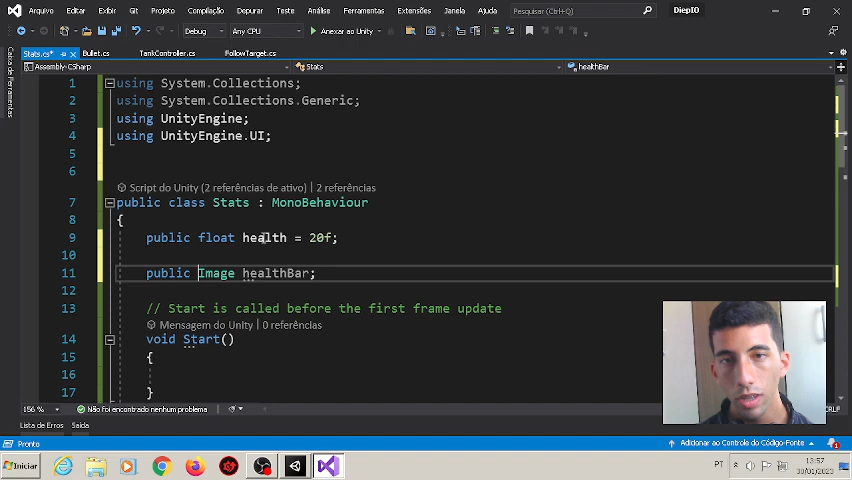 Arquivo Editar Exibir Git Projeto Compilação Depurar Teste Análise Ferramentas Extensões Janela Ajuda Pesquisar (Ctrl+Q) DiepIO
Debug Any CPU Anexar ao Unity
Stats.cs* Bullet.cs TankController.cs FollowTarget.cs
Assembly-CSharp Stats healthBar
Caixa de Ferramentas
1 using System.Collections;
2 using System.Collections.Generic;
3 using UnityEngine;
4 using UnityEngine.UI;
5
6
Script do Unity (2 referências de ativo) | 2 referências
7 public class Stats : MonoBehaviour
8 {
9 public float health = 20f;
10
11 public Image healthBar;
12
13 // Start is called before the first frame update
Mensagem do Unity | 0 referências
14 void Start()
15 {
16
17 }
156 % Não foi encontrado nenhum problema CRLF
Lista de Erros Saída
Pronto Adicionar ao Controle do Código-Fonte
Iniciar PT 13:57
30/01/2023